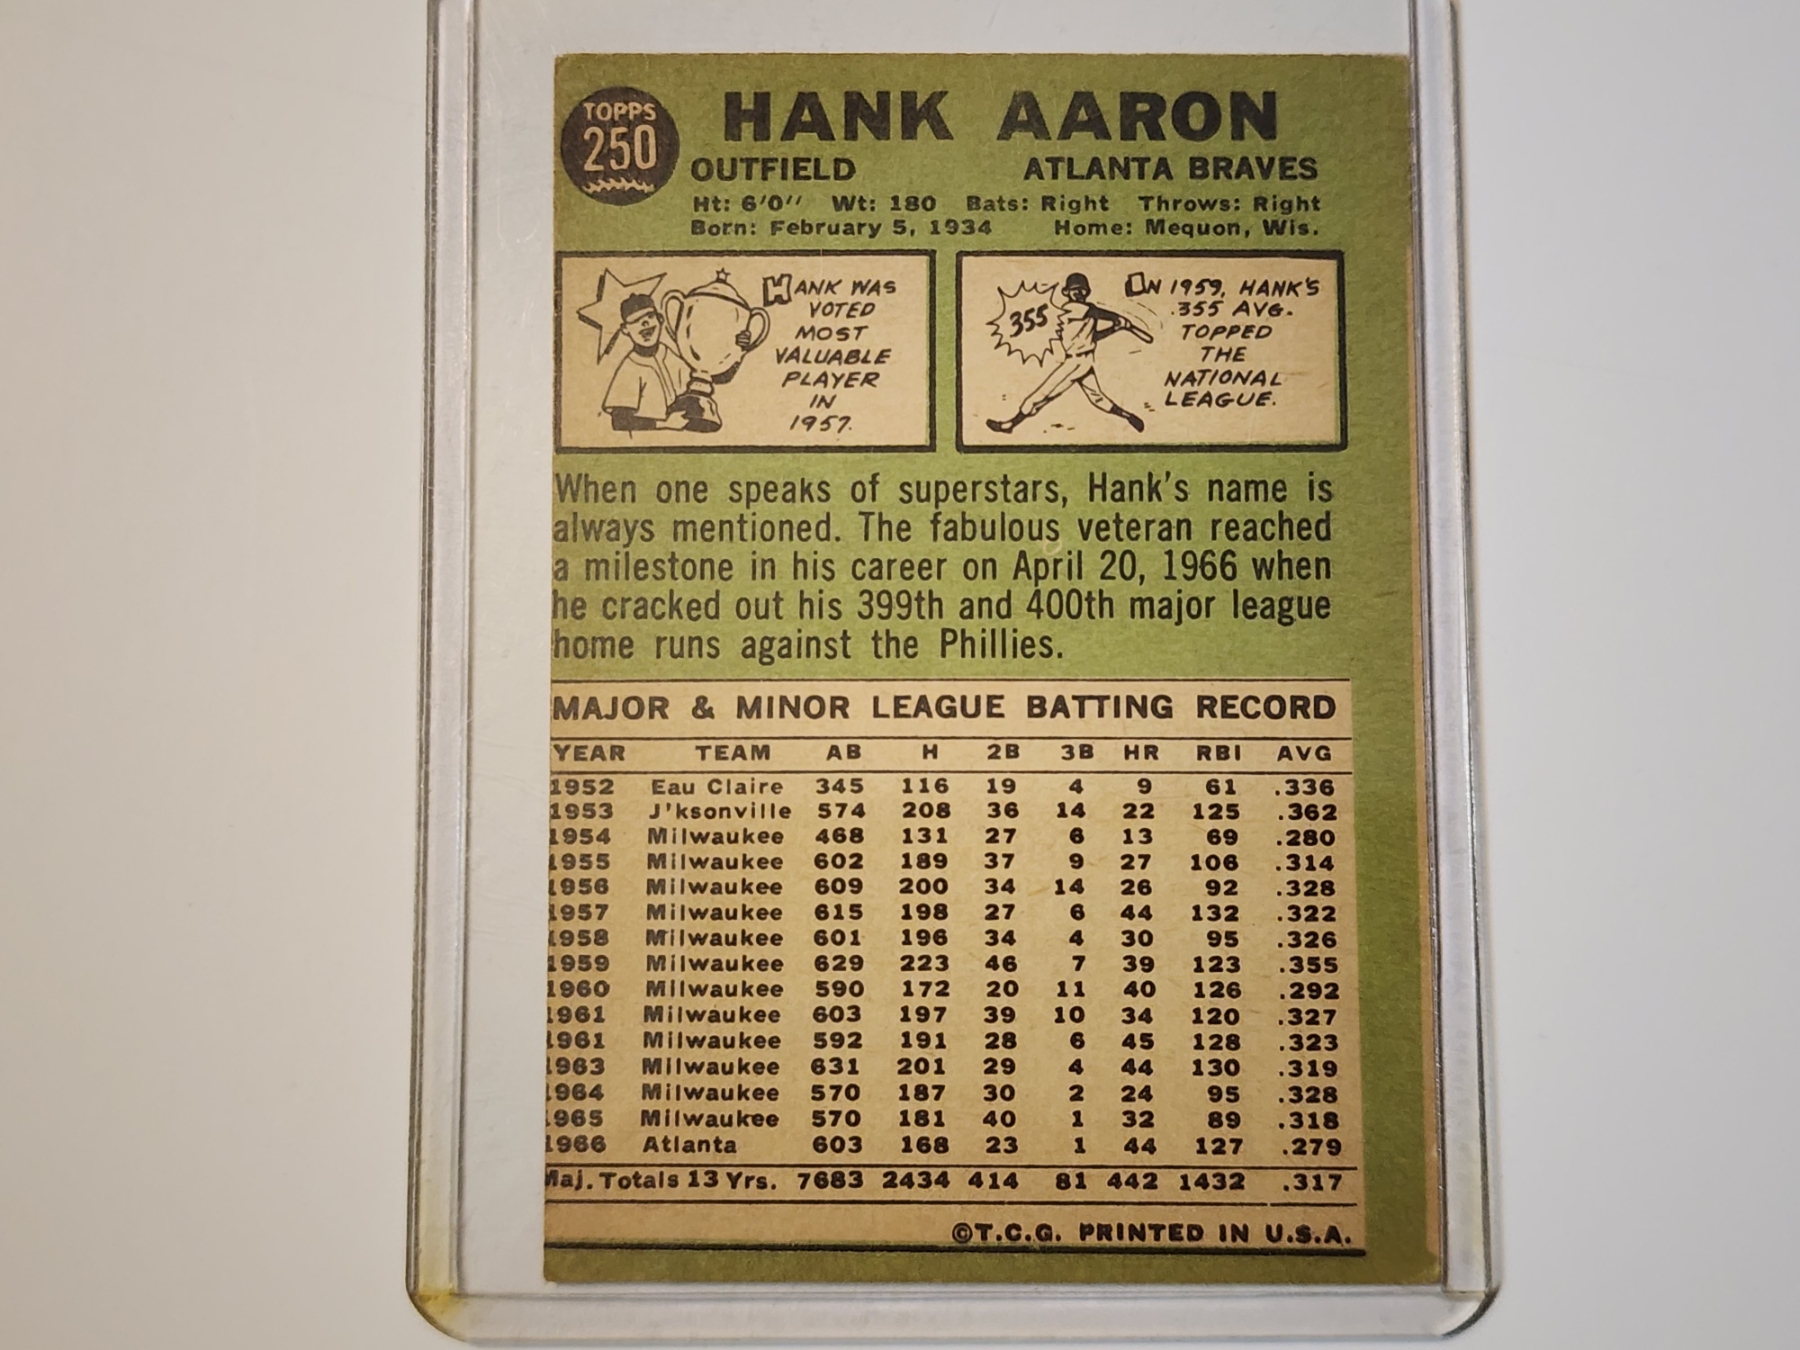 TOPPS
250
HANK AARON
OUTFIELD ATLANTA BRAVES
Ht: 6'0'' Wt: 180 Bats: Right Throws: Right
Born: February 5, 1934 Home: Mequon, Wis.
HANK WAS
VOTED
MOST
VALUABLE
PLAYER
IN
1957.
355
IN 1959, HANK'S
.355 AVG.
TOPPED
THE
NATIONAL
LEAGUE.
When one speaks of superstars, Hank's name is
always mentioned. The fabulous veteran reached
a milestone in his career on April 20, 1966 when
he cracked out his 399th and 400th major league
home runs against the Phillies.
MAJOR & MINOR LEAGUE BATTING RECORD
YEAR TEAM AB H 2B 3B HR RBI AVG
1952 Eau Claire 345 116 19 4 9 61 .336
1953 J'ksonville 574 208 36 14 22 125 .362
1954 Milwaukee 468 131 27 6 13 69 .280
1955 Milwaukee 602 189 37 9 27 106 .314
1956 Milwaukee 609 200 34 14 26 92 .328
1957 Milwaukee 615 198 27 6 44 132 .322
1958 Milwaukee 601 196 34 4 30 95 .326
1959 Milwaukee 629 223 46 7 39 123 .355
1960 Milwaukee 590 172 20 11 40 126 .292
1961 Milwaukee 603 197 39 10 34 120 .327
1961 Milwaukee 592 191 28 6 45 128 .323
1963 Milwaukee 631 201 29 4 44 130 .319
1964 Milwaukee 570 187 30 2 24 95 .328
1965 Milwaukee 570 181 40 1 32 89 .318
1966 Atlanta 603 168 23 1 44 127 .279
Maj. Totals 13 Yrs. 7683 2434 414 81 442 1432 .317
©T.C.G. PRINTED IN U.S.A.